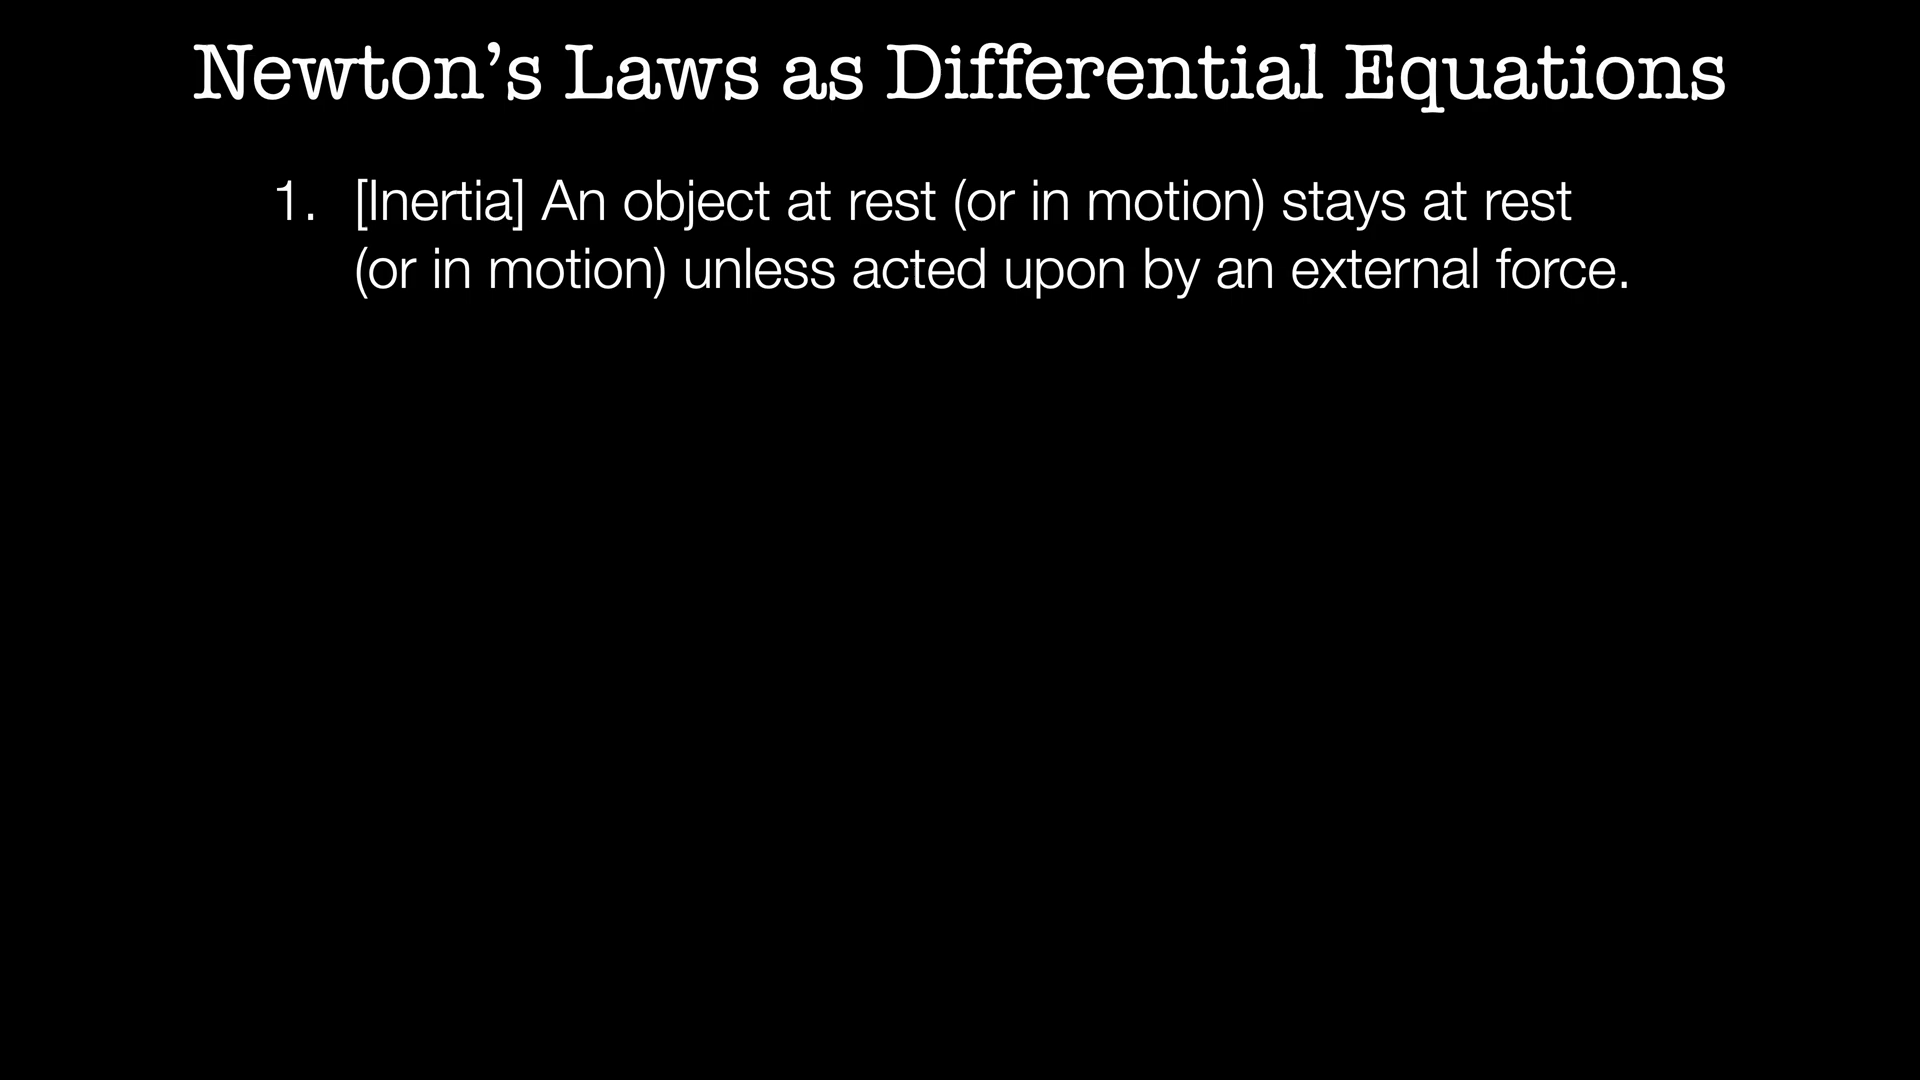 Newton’s Laws as Differential Equations
1. [Inertia] An object at rest (or in motion) stays at rest
(or in motion) unless acted upon by an external force.